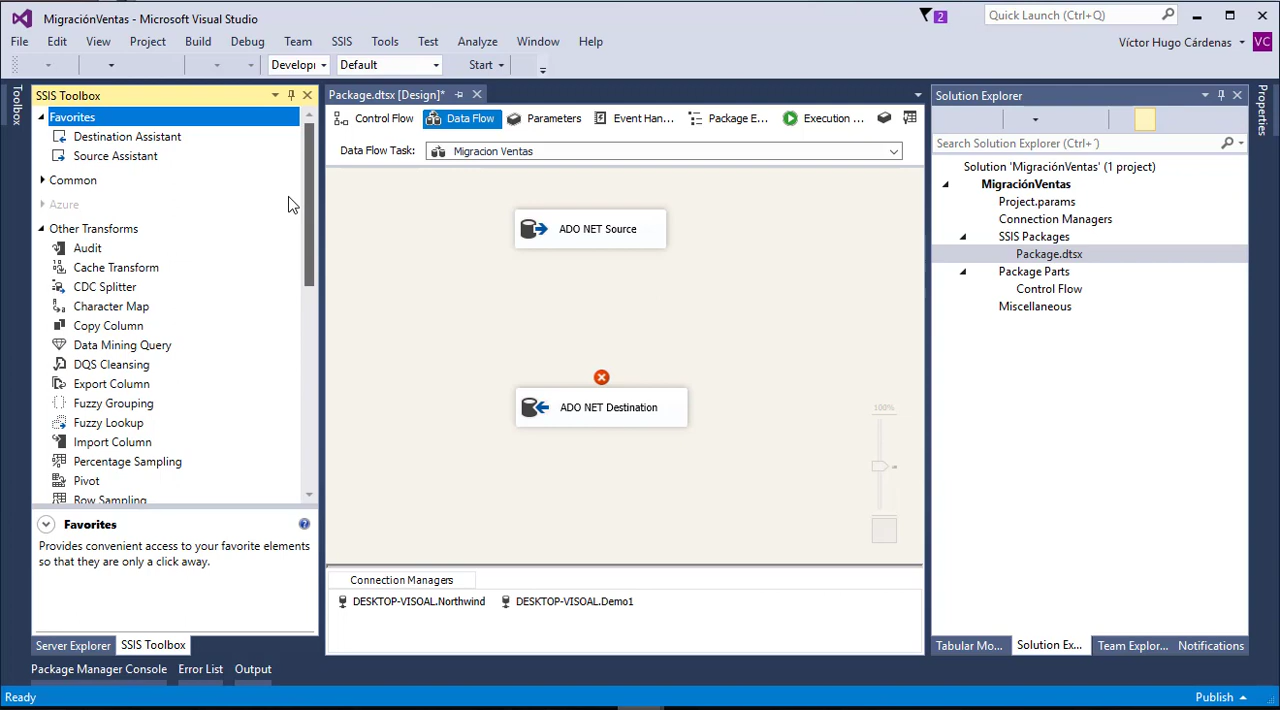 MigraciónVentas - Microsoft Visual Studio
2
Quick Launch (Ctrl+Q)
File Edit View Project Build Debug Team SSIS Tools Test Analyze Window Help
Víctor Hugo Cárdenas VC
Developi Default Start
Toolbox
SSIS Toolbox
Favorites
Destination Assistant
Source Assistant
Common
Azure
Other Transforms
Audit
Cache Transform
CDC Splitter
Character Map
Copy Column
Data Mining Query
DQS Cleansing
Export Column
Fuzzy Grouping
Fuzzy Lookup
Import Column
Percentage Sampling
Pivot
Row Sampling
Favorites
Provides convenient access to your favorite elements
so that they are only a click away.
Server Explorer SSIS Toolbox
Package.dtsx [Design]*
Control Flow Data Flow Parameters Event Han... Package E... Execution ...
Data Flow Task: Migracion Ventas
ADO NET Source
ADO NET Destination
100%
Connection Managers
DESKTOP-VISOAL.Northwind DESKTOP-VISOAL.Demo1
Solution Explorer
Search Solution Explorer (Ctrl+´)
Solution 'MigraciónVentas' (1 project)
MigraciónVentas
Project.params
Connection Managers
SSIS Packages
Package.dtsx
Package Parts
Control Flow
Miscellaneous
Tabular Mo... Solution Ex... Team Explor... Notifications
Properties
Package Manager Console Error List Output
Ready
Publish